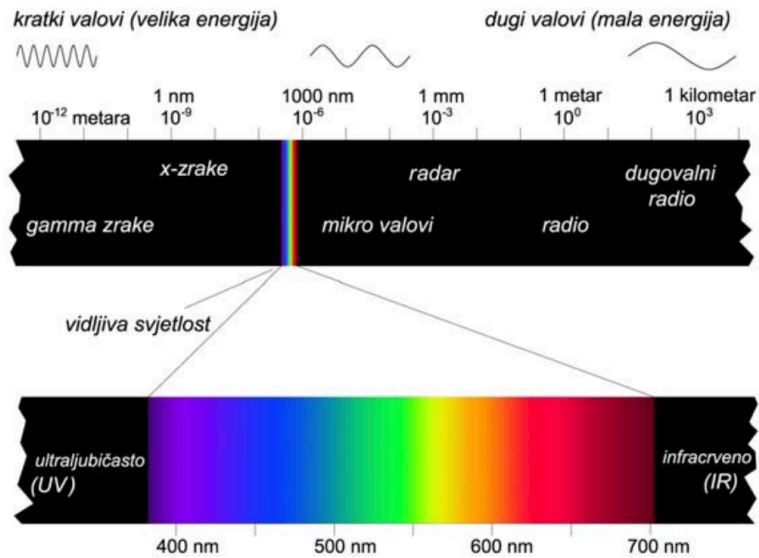 kratki valovi (velika energija) dugi valovi (mala energija)
1 nm 1000 nm 1 mm 1 metar 1 kilometar
10⁻¹² metara 10⁻⁹ 10⁻⁶ 10⁻³ 10⁰ 10³
x-zrake radar dugovalni
radio
gamma zrake mikro valovi radio
vidljiva svjetlost
ultraljubičasto infracrveno
(UV) (IR)
400 nm 500 nm 600 nm 700 nm